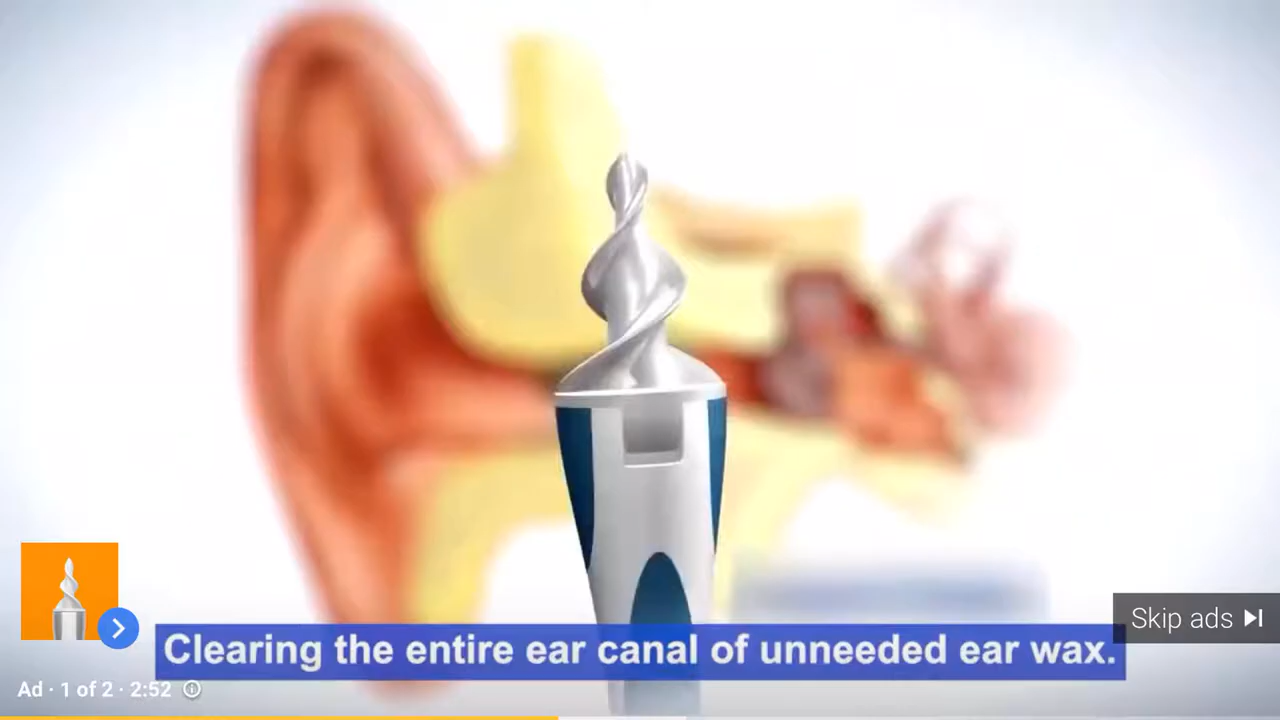 Skip ads
Clearing the entire ear canal of unneeded ear wax.
Ad · 1 of 2 · 2:52